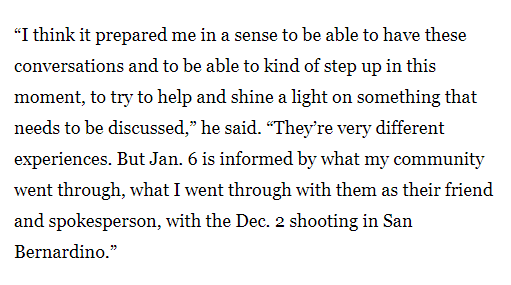 “I think it prepared me in a sense to be able to have these
conversations and to be able to kind of step up in this
moment, to try to help and shine a light on something that
needs to be discussed,” he said. “They’re very different
experiences. But Jan. 6 is informed by what my community
went through, what I went through with them as their friend
and spokesperson, with the Dec. 2 shooting in San
Bernardino.”